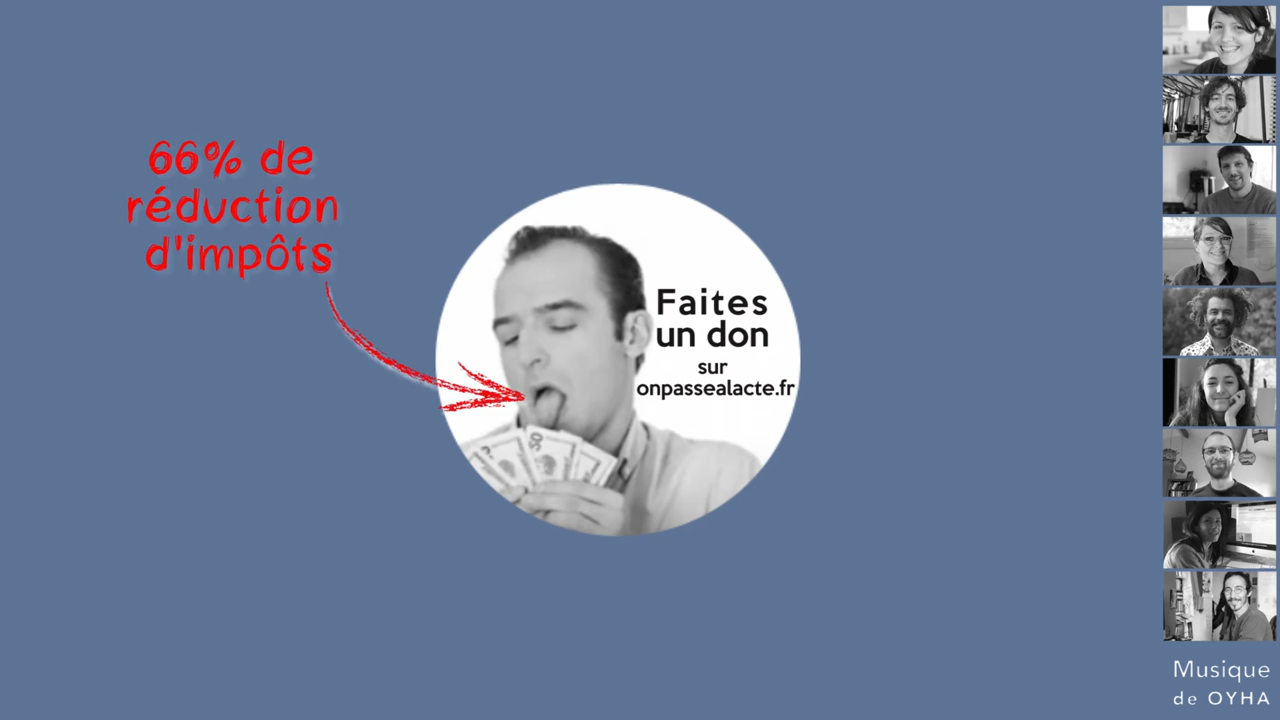 66% de
réduction
d'impôts
Faites
un don
sur
onpassealacte.fr
Musique
de OYHA